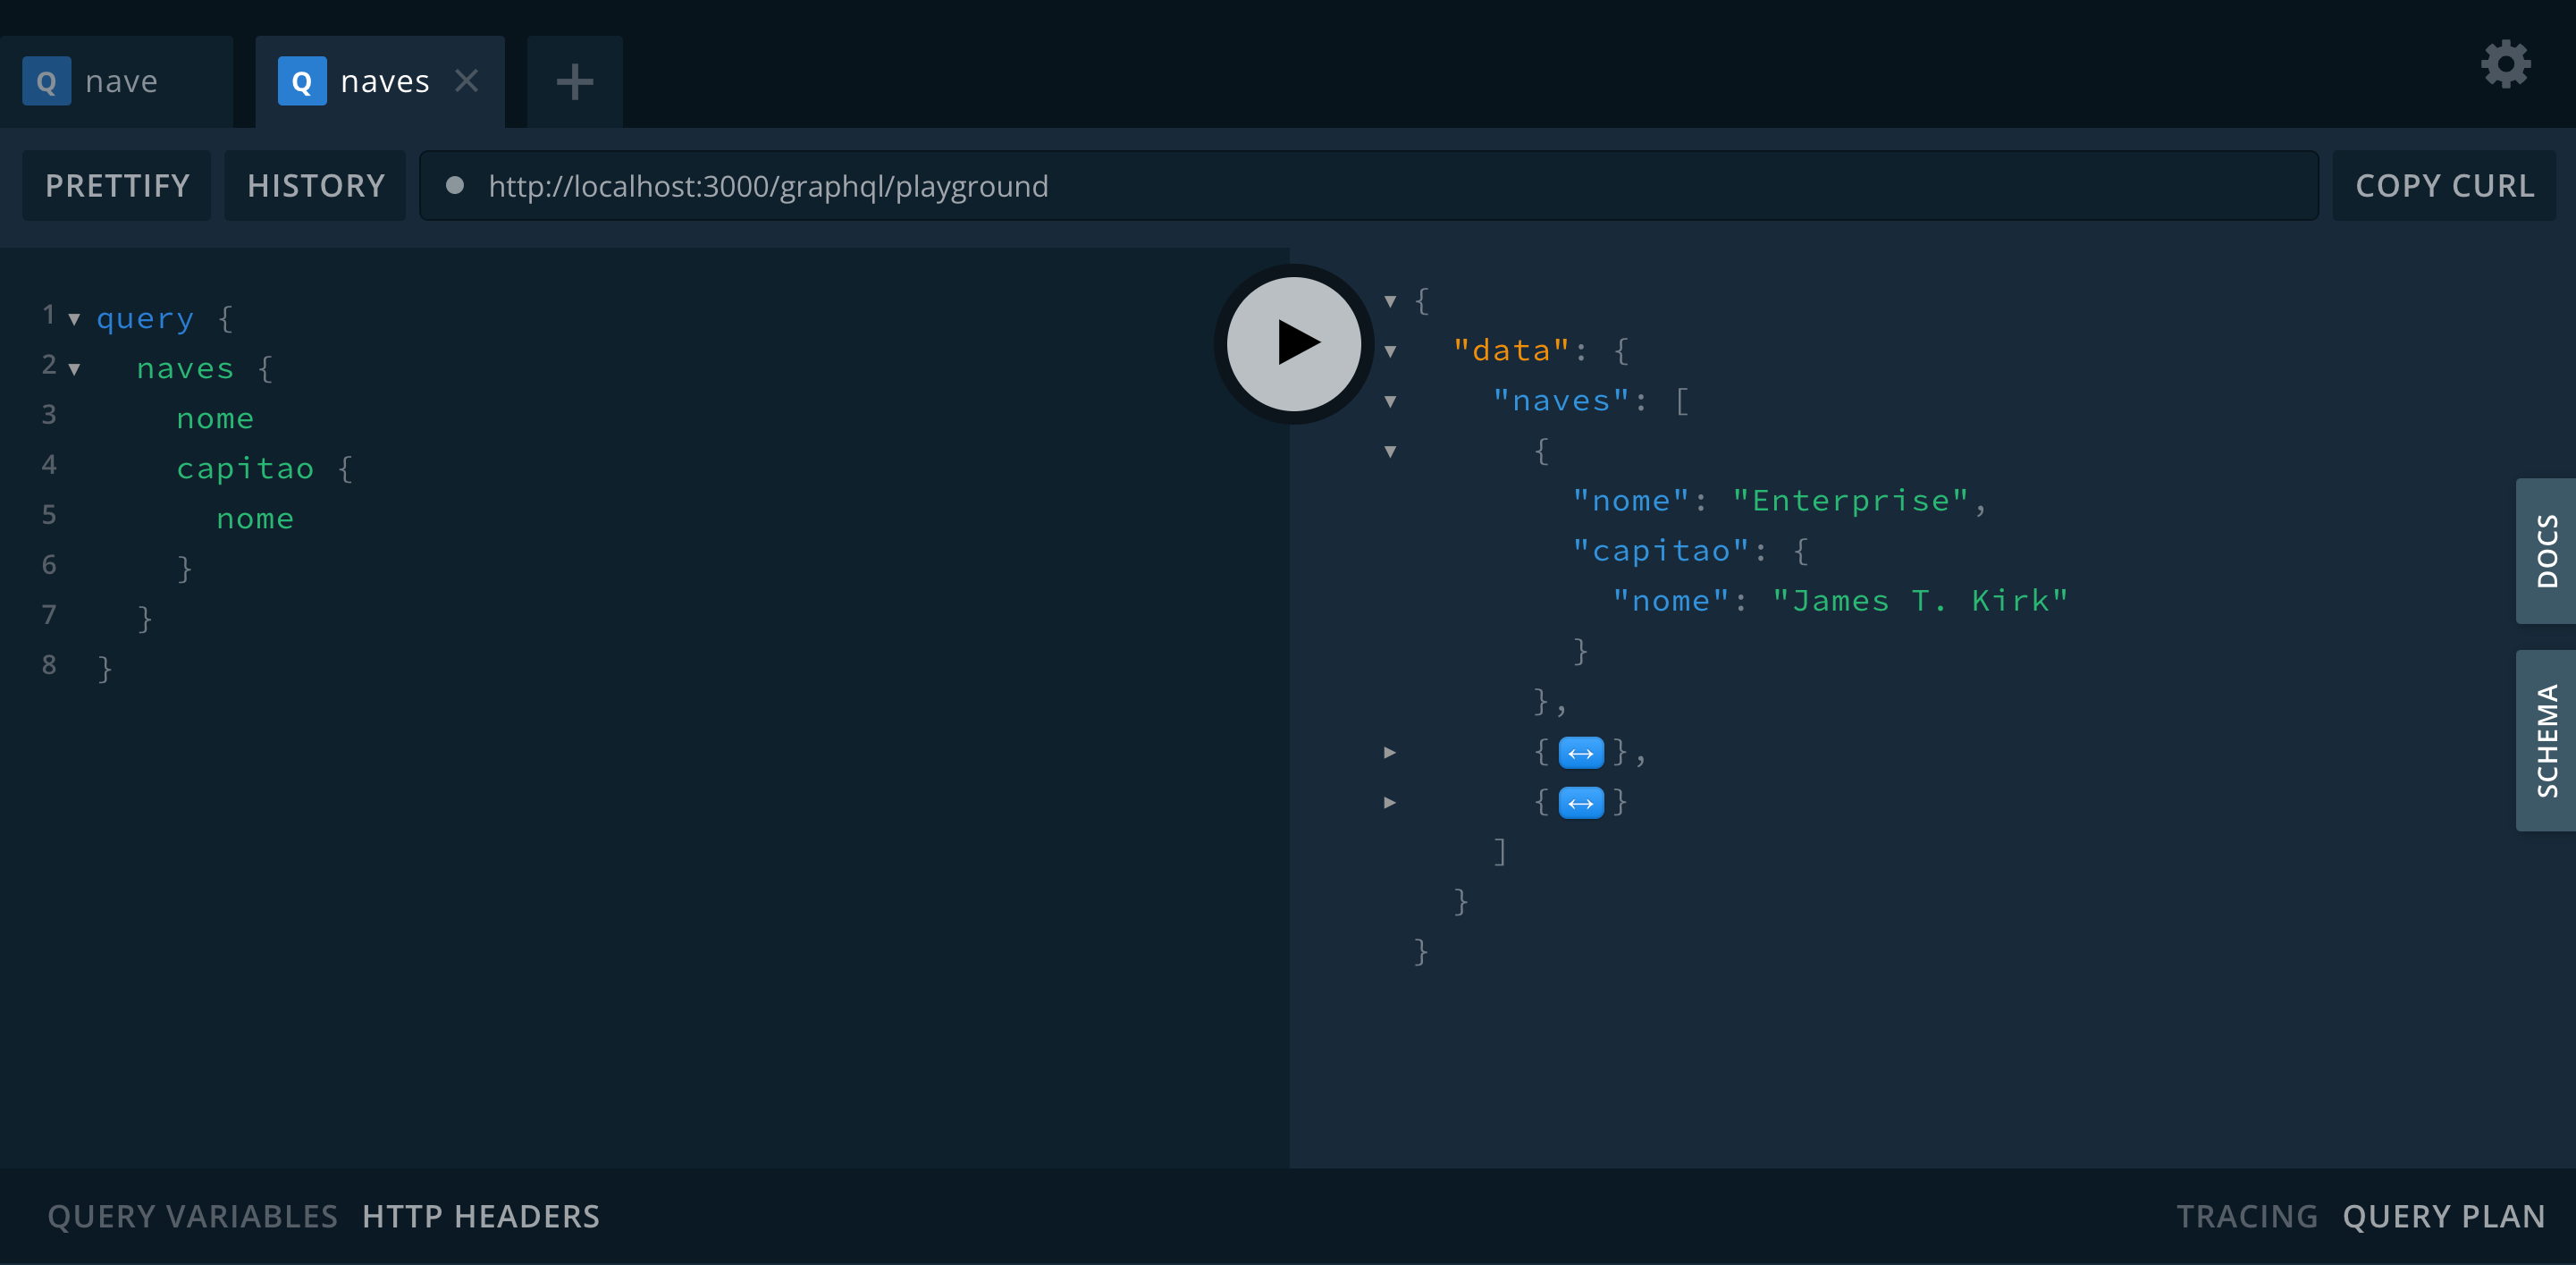 Q nave
Q naves
PRETTIFY
HISTORY
http://localhost:3000/graphql/playground
COPY CURL
1 query {
2 naves {
3 nome
4 capitao {
5 nome
6 }
7 }
8 }
{
"data": {
"naves": [
{
"nome": "Enterprise",
"capitao": {
"nome": "James T. Kirk"
}
},
{↔},
{↔}
]
}
}
DOCS
SCHEMA
QUERY VARIABLES
HTTP HEADERS
TRACING
QUERY PLAN